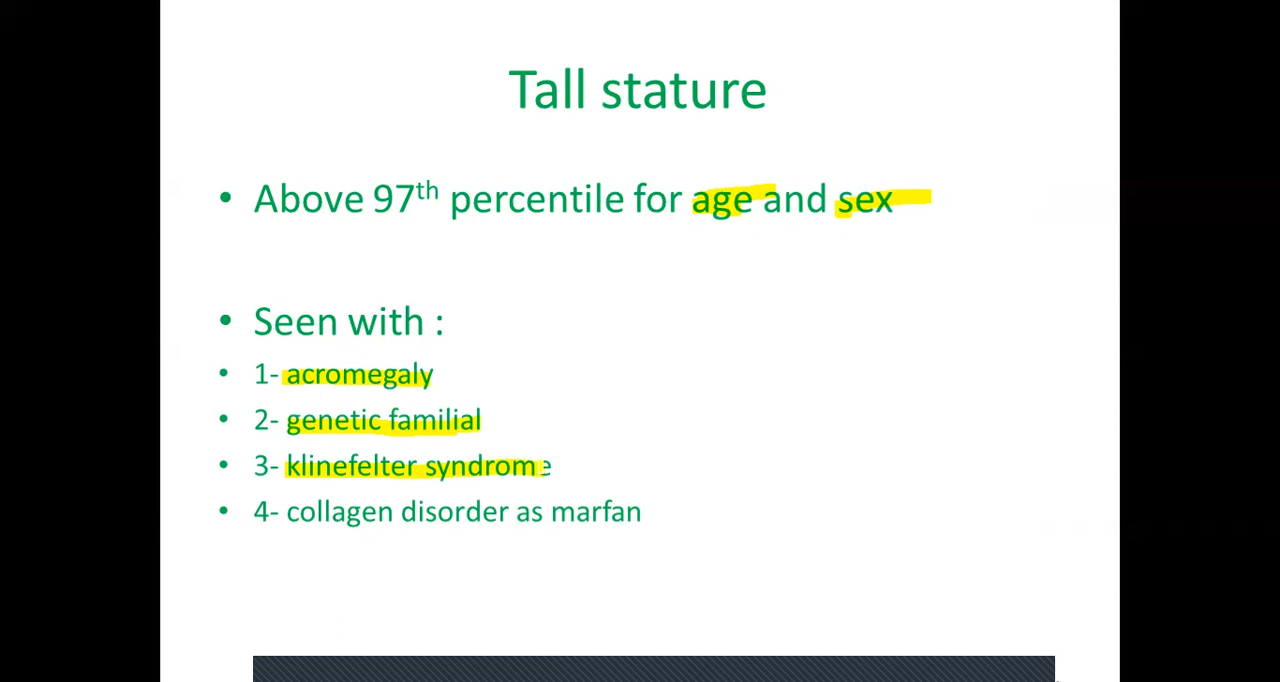 Tall stature
• Above 97th percentile for age and sex
• Seen with :
• 1- acromegaly
• 2- genetic familial
• 3- klinefelter syndrome
• 4- collagen disorder as marfan